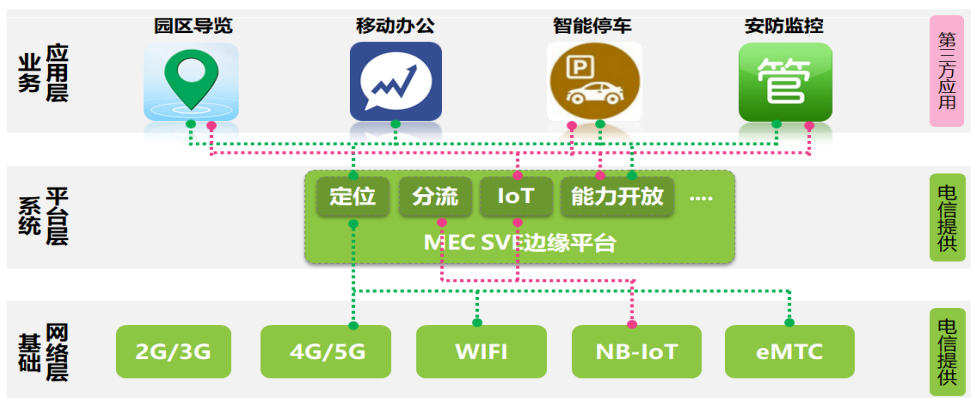 园区导览
移动办公
智能停车
安防监控
业务
应用层
P
管
第三方应用
系统
平台层
定位
分流
IoT
能力开放
....
MEC SVE边缘平台
电信提供
基础
网络层
2G/3G
4G/5G
WIFI
NB-IoT
eMTC
电信提供